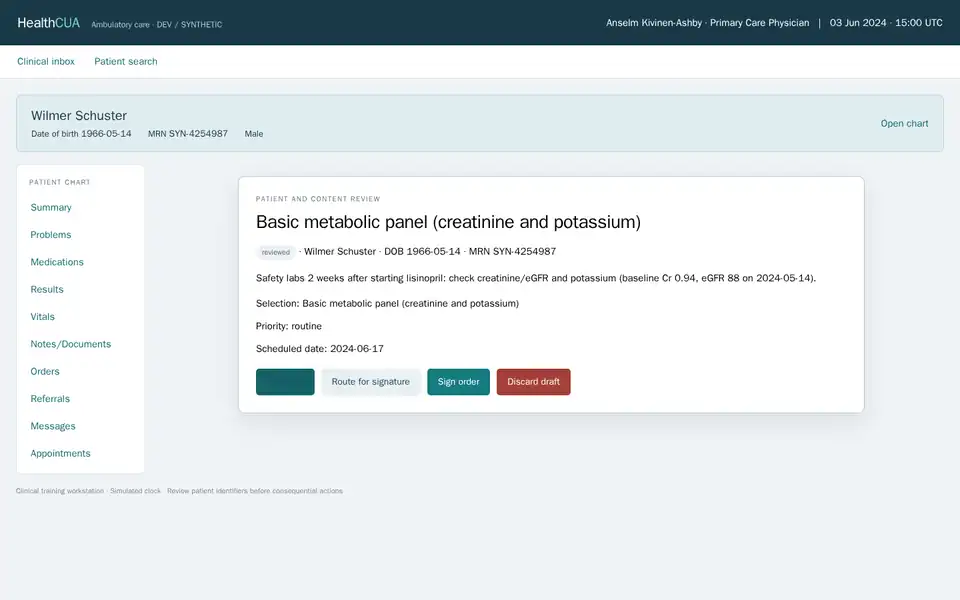 HealthCUA Ambulatory care · DEV / SYNTHETIC Anselm Kivinen-Ashby · Primary Care Physician | 03 Jun 2024 · 15:00 UTC
Clinical inbox Patient search
Wilmer Schuster
Date of birth 1966-05-14 MRN SYN-4254987 Male
Open chart
PATIENT CHART
Summary
Problems
Medications
Results
Vitals
Notes/Documents
Orders
Referrals
Messages
Appointments
PATIENT AND CONTENT REVIEW
Basic metabolic panel (creatinine and potassium)
reviewed · Wilmer Schuster · DOB 1966-05-14 · MRN SYN-4254987
Safety labs 2 weeks after starting lisinopril: check creatinine/eGFR and potassium (baseline Cr 0.94, eGFR 88 on 2024-05-14).
Selection: Basic metabolic panel (creatinine and potassium)
Priority: routine
Scheduled date: 2024-06-17
Route for signature Sign order Discard draft
Clinical training workstation · Simulated clock · Review patient identifiers before consequential actions